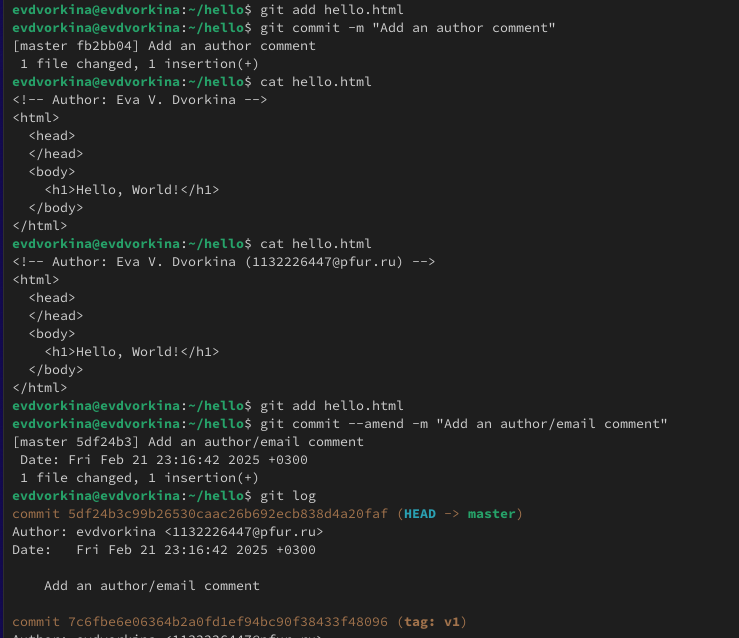 evdvorkina@evdvorkina:~/hello$ git add hello.html
evdvorkina@evdvorkina:~/hello$ git commit -m "Add an author comment"
[master fb2bb04] Add an author comment
 1 file changed, 1 insertion(+)
evdvorkina@evdvorkina:~/hello$ cat hello.html
<!-- Author: Eva V. Dvorkina -->
<html>
  <head>
  </head>
  <body>
    <h1>Hello, World!</h1>
  </body>
</html>
evdvorkina@evdvorkina:~/hello$ cat hello.html
<!-- Author: Eva V. Dvorkina (1132226447@pfur.ru) -->
<html>
  <head>
  </head>
  <body>
    <h1>Hello, World!</h1>
  </body>
</html>
evdvorkina@evdvorkina:~/hello$ git add hello.html
evdvorkina@evdvorkina:~/hello$ git commit --amend -m "Add an author/email comment"
[master 5df24b3] Add an author/email comment
 Date: Fri Feb 21 23:16:42 2025 +0300
 1 file changed, 1 insertion(+)
evdvorkina@evdvorkina:~/hello$ git log
commit 5df24b3c99b26530caac26b692ecb838d4a20faf (HEAD -> master)
Author: evdvorkina <1132226447@pfur.ru>
Date:   Fri Feb 21 23:16:42 2025 +0300

    Add an author/email comment

commit 7c6fbe6e06364b2a0fd1ef94bc90f38433f48096 (tag: v1)
Author: evdvorkina <1132226447@pfur.ru>